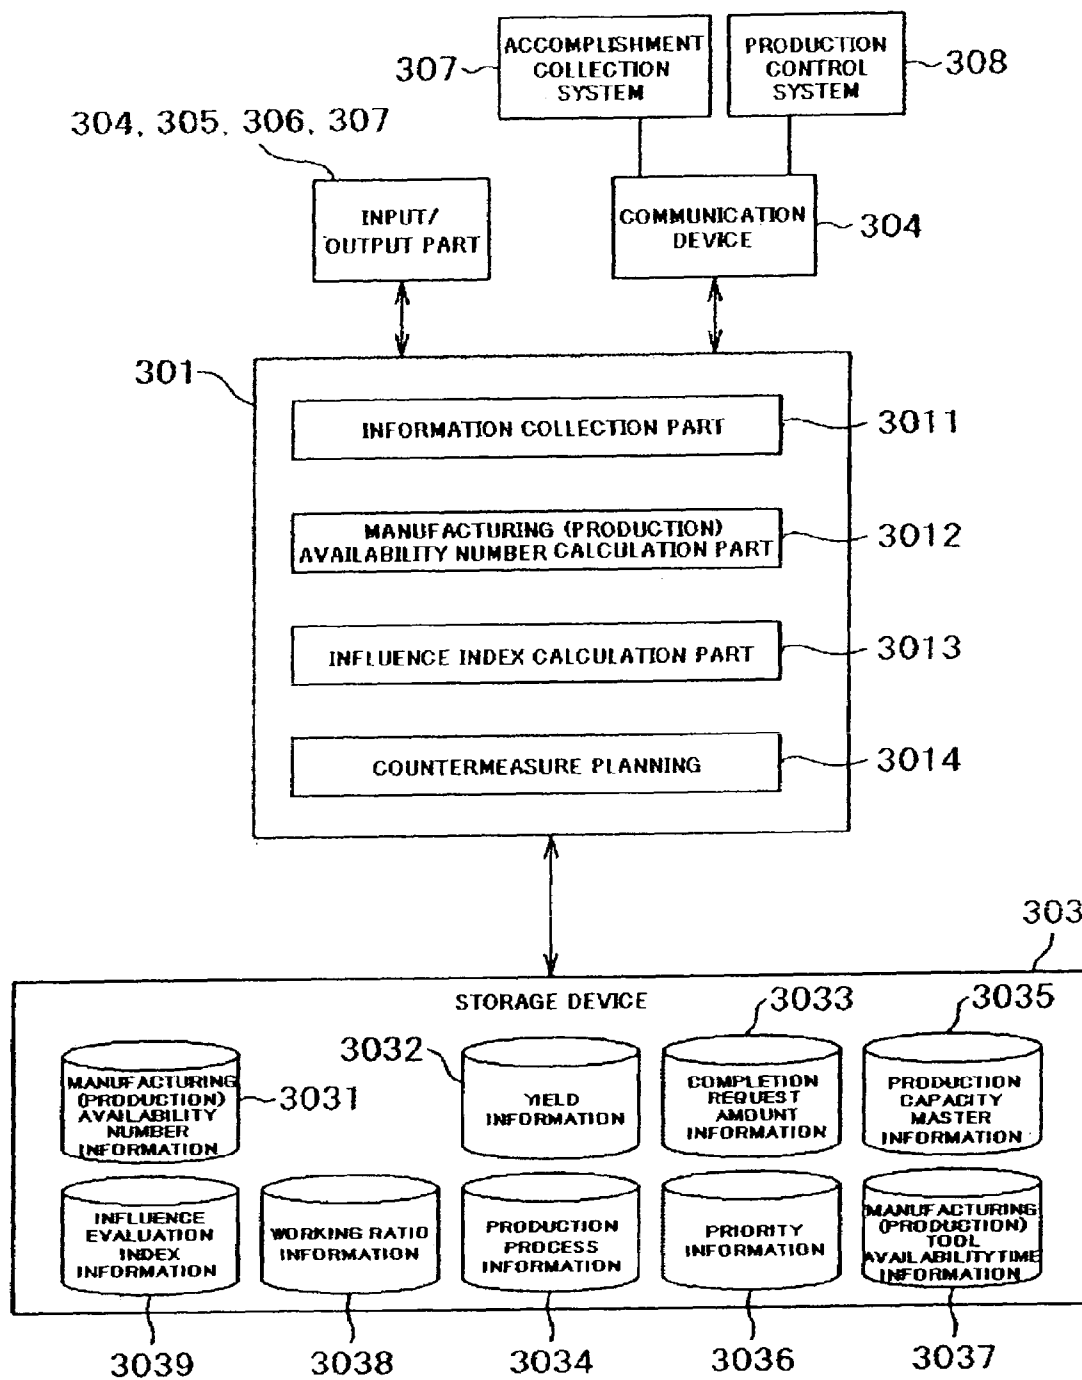 307
ACCOMPLISHMENT
COLLECTION
SYSTEM
PRODUCTION
CONTROL
SYSTEM
308
304, 305, 306, 307
INPUT/
OUTPUT PART
COMMUNICATION
DEVICE
304
301
INFORMATION COLLECTION PART
3011
MANUFACTURING (PRODUCTION)
AVAILABILITY NUMBER CALCULATION PART
3012
INFLUENCE INDEX CALCULATION PART
3013
COUNTERMEASURE PLANNING
3014
303
STORAGE DEVICE
MANUFACTURING
(PRODUCTION)
AVAILABILITY
NUMBER
INFORMATION
3031
3032
YIELD
INFORMATION
3033
COMPLETION
REQUEST
AMOUNT
INFORMATION
3035
PRODUCTION
CAPACITY
MASTER
INFORMATION
INFLUENCE
EVALUATION
INDEX
INFORMATION
WORKING RATIO
INFORMATION
PRODUCTION
PROCESS
INFORMATION
PRIORITY
INFORMATION
MANUFACTURING
(PRODUCTION)
TOOL
AVAILABILITY TIME
INFORMATION
3039
3038
3034
3036
3037